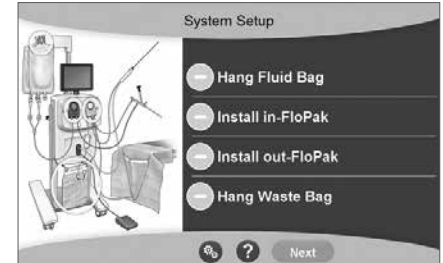 System Setup
Hang Fluid Bag
Install in-FloPak
Install out-FloPak
Hang Waste Bag
?
Next